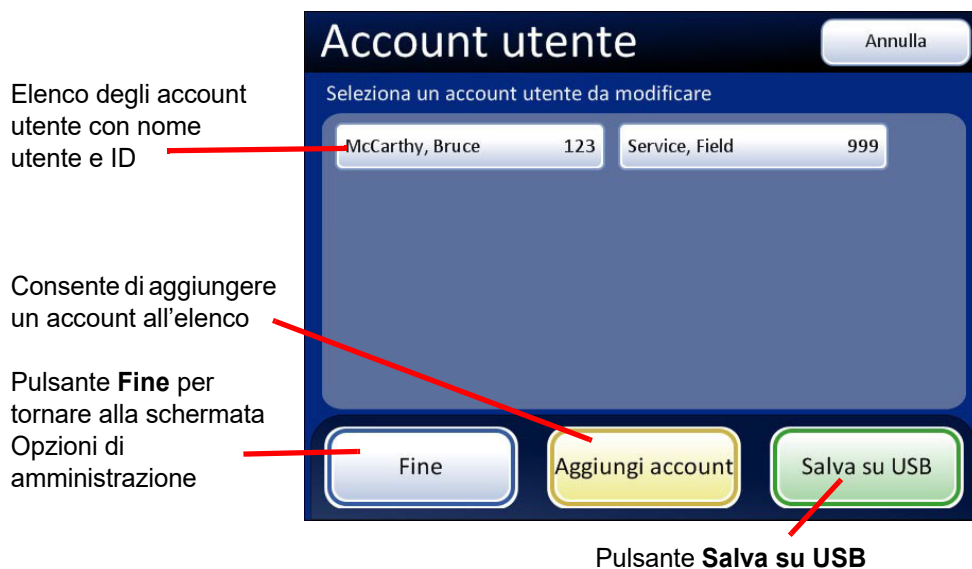 Account utente
Annulla
Seleziona un account utente da modificare
McCarthy, Bruce 123
Service, Field 999
Elenco degli account
utente con nome
utente e ID
Consente di aggiungere
un account all'elenco
Pulsante Fine per
tornare alla schermata
Opzioni di
amministrazione
Fine
Aggiungi account
Salva su USB
Pulsante Salva su USB